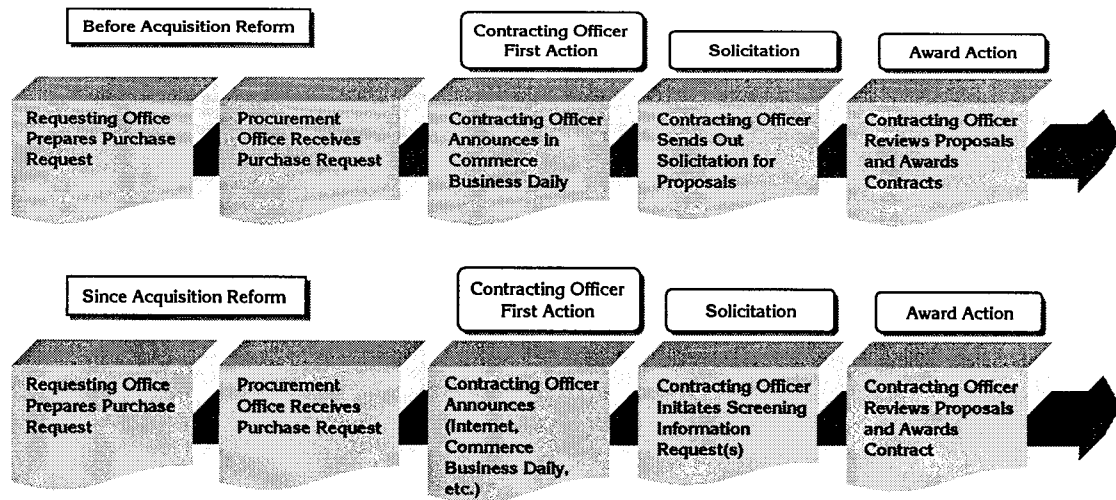 Before Acquisition Reform
Contracting Officer
First Action
Solicitation
Award Action
Requesting Office
Prepares Purchase
Request
Procurement
Office Receives
Purchase Request
Contracting Officer
Announces in
Commerce
Business Daily
Contracting Officer
Sends Out
Solicitation for
Proposals
Contracting Officer
Reviews Proposals
and Awards
Contracts
Since Acquisition Reform
Contracting Officer
First Action
Solicitation
Award Action
Requesting Office
Prepares Purchase
Request
Procurement
Office Receives
Purchase Request
Contracting Officer
Announces
(Internet,
Commerce
Business Daily,
etc.)
Contracting Officer
Initiates Screening
Information
Request(s)
Contracting Officer
Reviews Proposals
and Awards
Contract